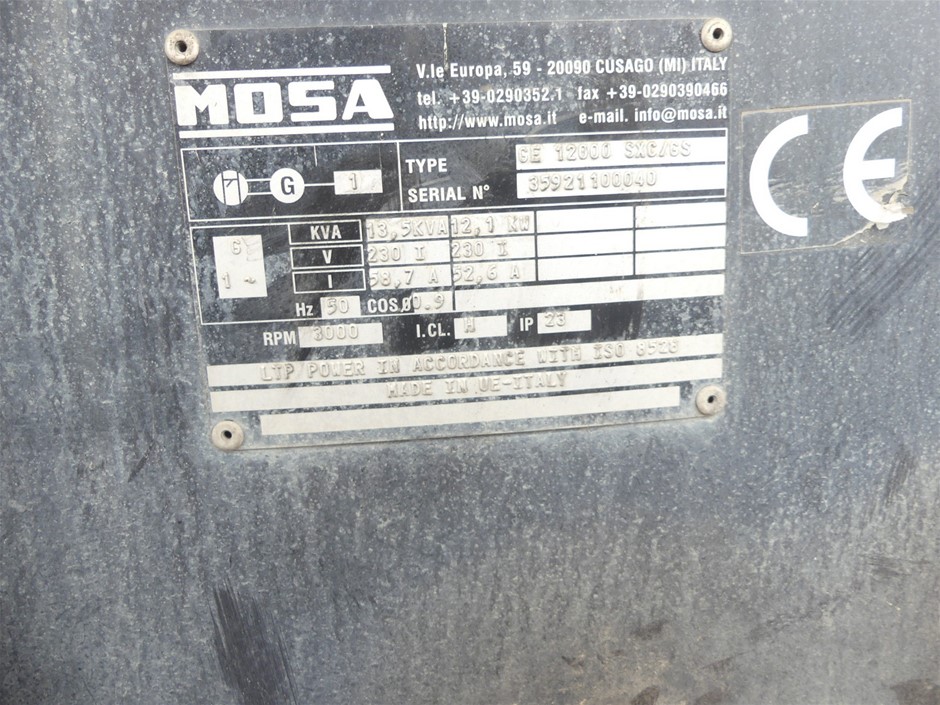 MOSA
V.le Europa, 59 - 20090 CUSAGO (MI) ITALY
tel. +39-0290352.1 fax +39-0290390466
http://www.mosa.it e-mail. info@mosa.it
G 1
TYPE GE 12000 SXC/GS
SERIAL N° 35921100040
G
1 ~
KVA 13,5KVA 12,1 KW
V 230 I 230 I
I 58,7 A 52,6 A
Hz 50 COSØ 0.9
RPM 3000 I.CL. H IP 23
LTP POWER IN ACCORDANCE WITH ISO 8528
MADE IN UE-ITALY
CE